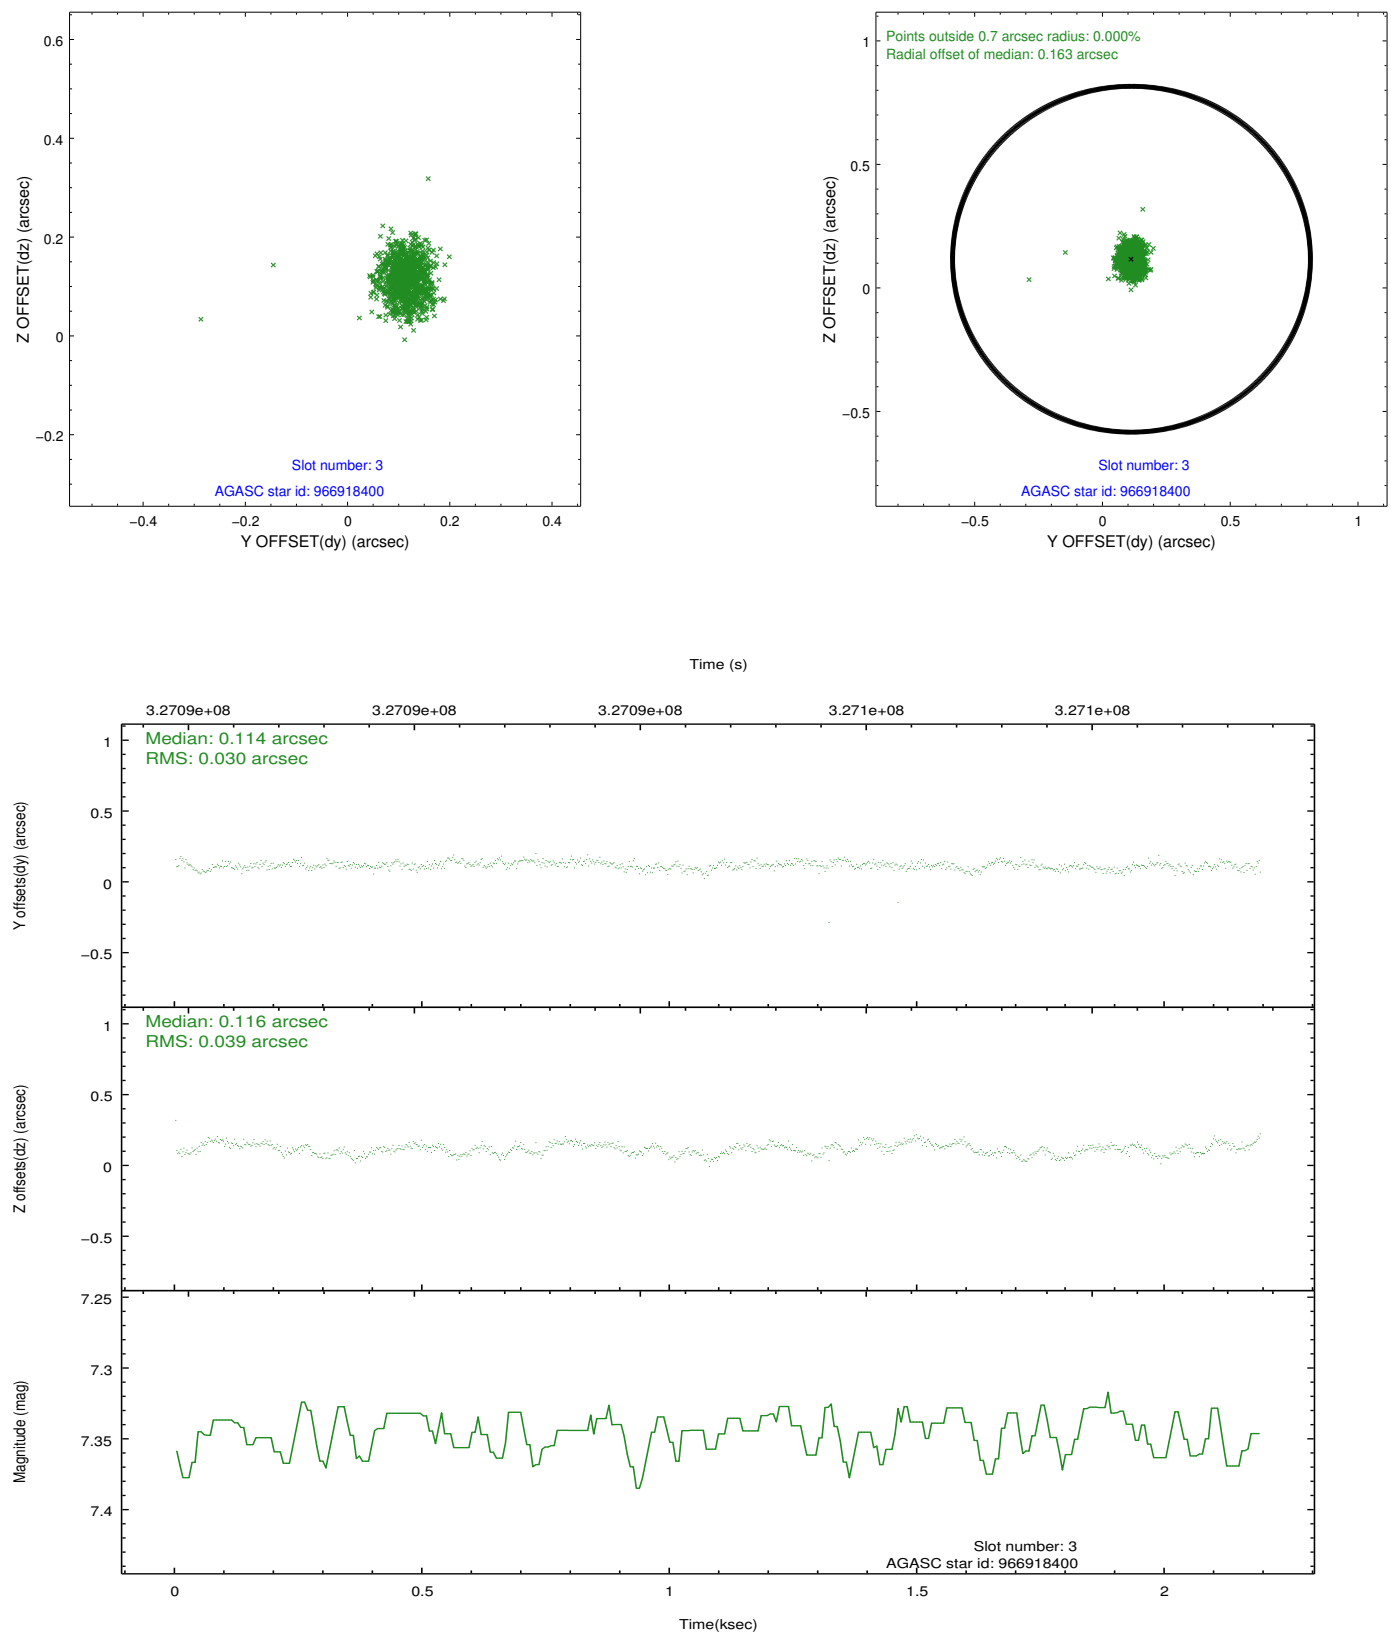 0.6
0.4
0.2
0
−0.2
Z OFFSET(dz) (arcsec)
Slot number: 3
AGASC star id: 966918400
−0.4
−0.2
0
0.2
0.4
Y OFFSET(dy) (arcsec)
Points outside 0.7 arcsec radius: 0.000%
Radial offset of median: 0.163 arcsec
1
0.5
0
−0.5
Z OFFSET(dz) (arcsec)
Slot number: 3
AGASC star id: 966918400
−0.5
0
0.5
1
Y OFFSET(dy) (arcsec)
Time (s)
3.2709e+08
3.2709e+08
3.2709e+08
3.271e+08
3.271e+08
Median: 0.114 arcsec
RMS: 0.030 arcsec
1
0.5
0
−0.5
Y offsets(dy) (arcsec)
Median: 0.116 arcsec
RMS: 0.039 arcsec
1
0.5
0
−0.5
Z offsets(dz) (arcsec)
7.25
7.3
7.35
7.4
Magnitude (mag)
Slot number: 3
AGASC star id: 966918400
0
0.5
1
1.5
2
Time(ksec)